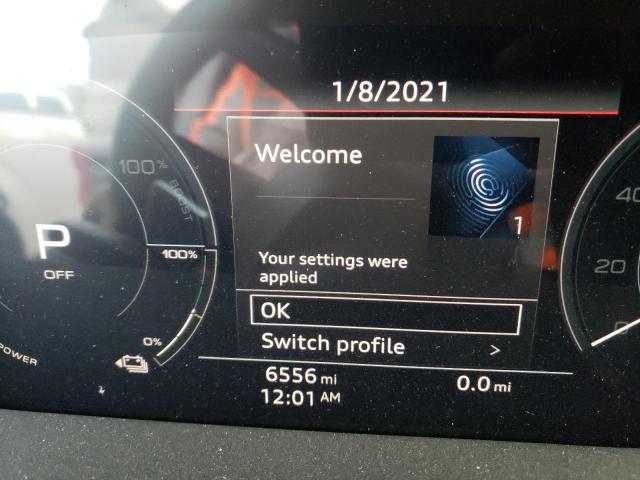 1/8/2021
Welcome
1
100%
BOOST
P
OFF
100%
Your settings were
applied
OK
Switch profile >
0%
POWER
40
20
0
6556 mi
0.0 mi
12:01 AM